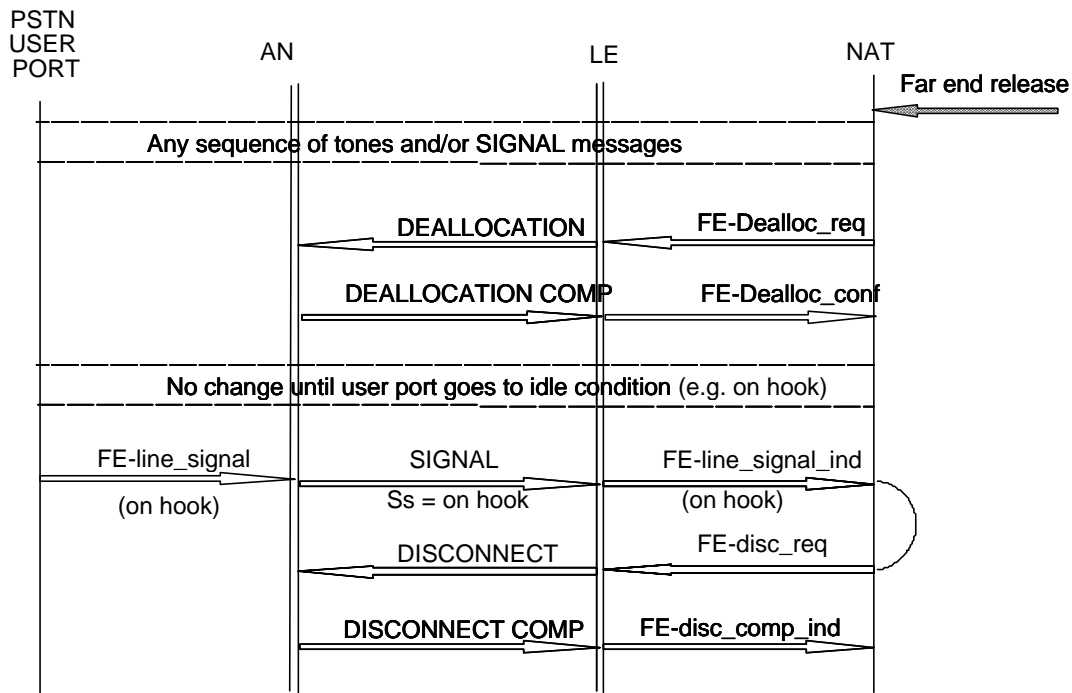 PSTN
USER
PORT
AN
LE
NAT
Far end release
Any sequence of tones and/or SIGNAL messages
DEALLOCATION
FE-Dealloc_req
DEALLOCATION COMP
FE-Dealloc_conf
No change until user port goes to idle condition (e.g. on hook)
FE-line_signal
SIGNAL
FE-line_signal_ind
(on hook)
Ss = on hook
(on hook)
DISCONNECT
FE-disc_req
DISCONNECT COMP
FE-disc_comp_ind